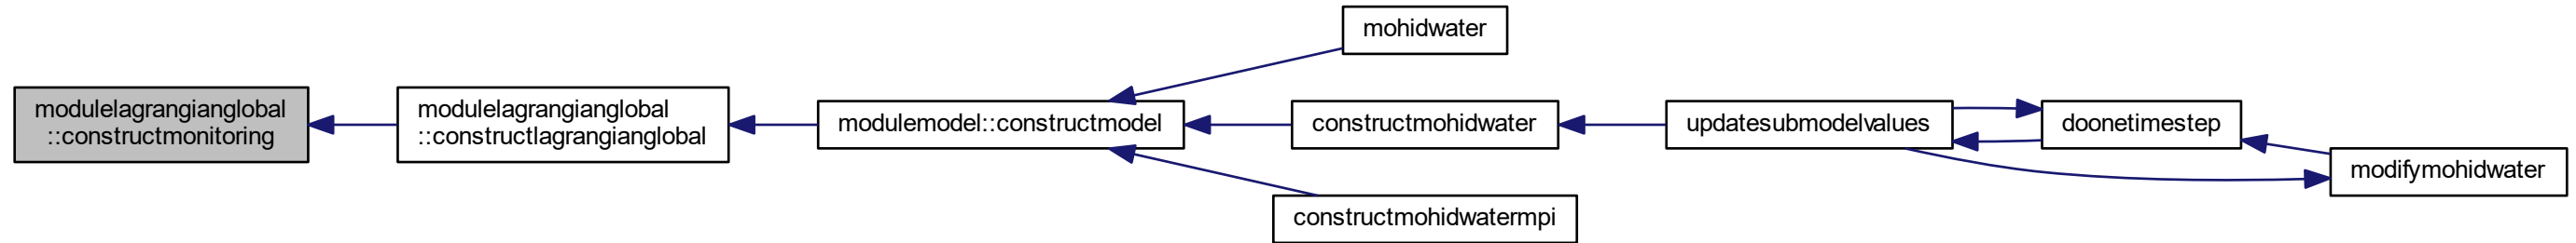 modulelagrangianglobal
::constructmonitoring
modulelagrangianglobal
::constructlagrangianglobal
modulemodel::constructmodel
mohidwater
constructmohidwater
constructmohidwatermpi
updatesubmodelvalues
doonetimestep
modifymohidwater